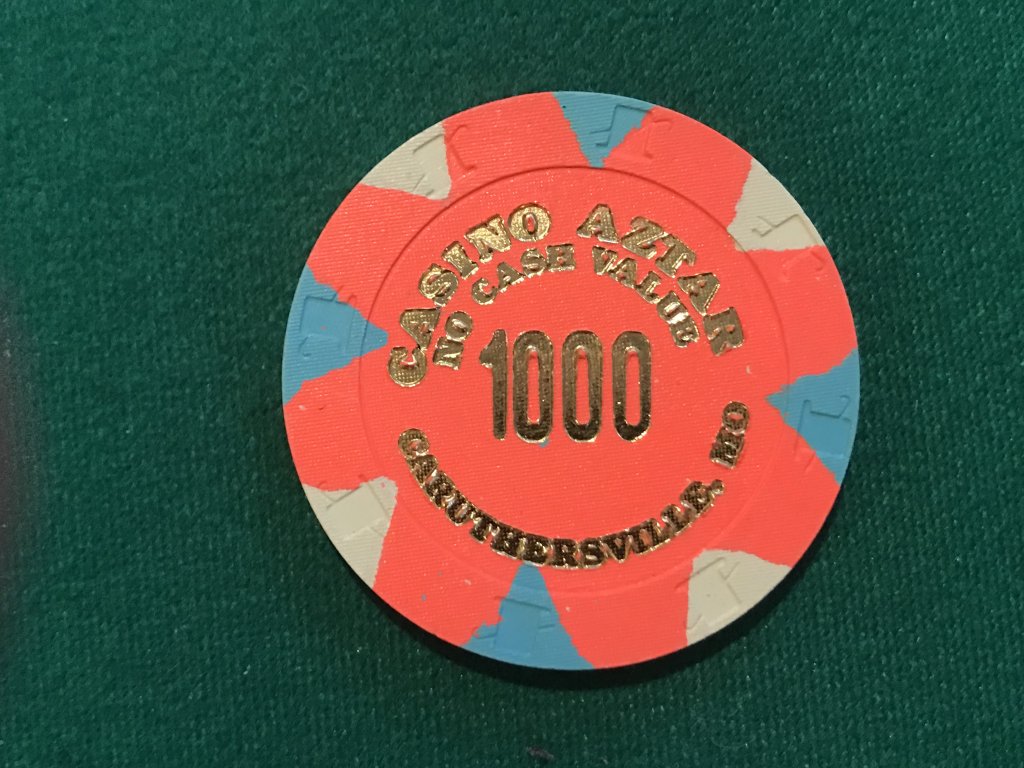 CASINO AZTAR
NO CASH VALUE
1000
CARUTHERSVILLE, MO